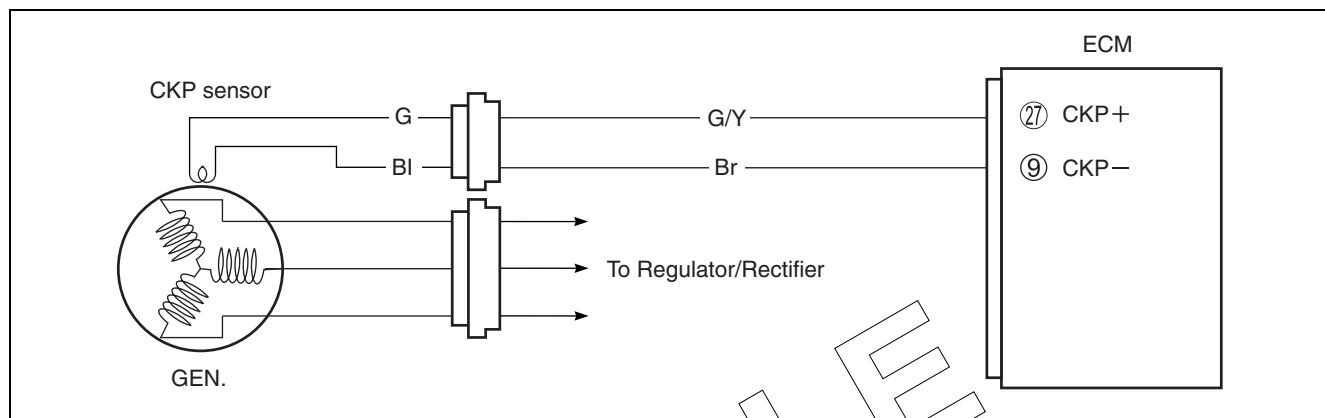 ECM
CKP sensor
G
G/Y
㉗ CKP+
Bl
Br
⑨ CKP−
To Regulator/Rectifier
GEN.